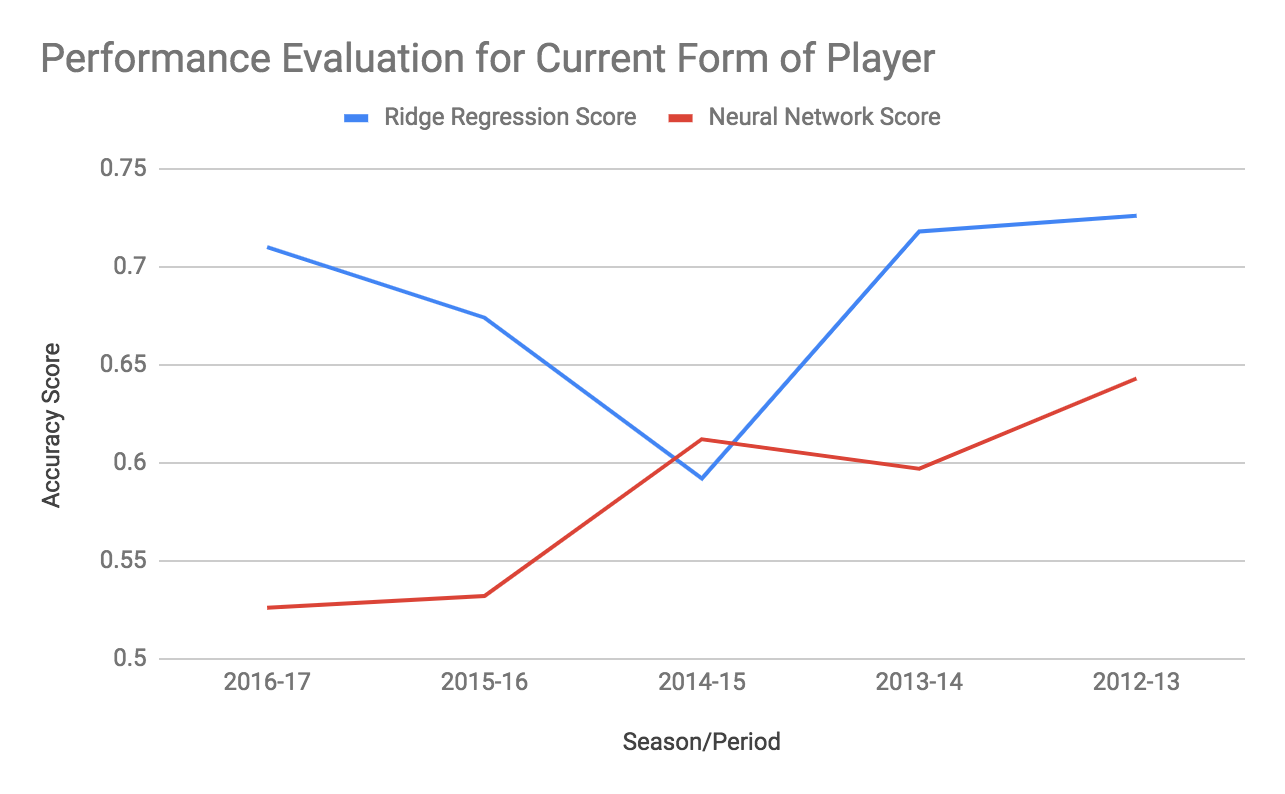 Performance Evaluation for Current Form of Player
Ridge Regression Score Neural Network Score
0.75
0.7
0.65
0.6
0.55
0.5
Accuracy Score
2016-17 2015-16 2014-15 2013-14 2012-13
Season/Period